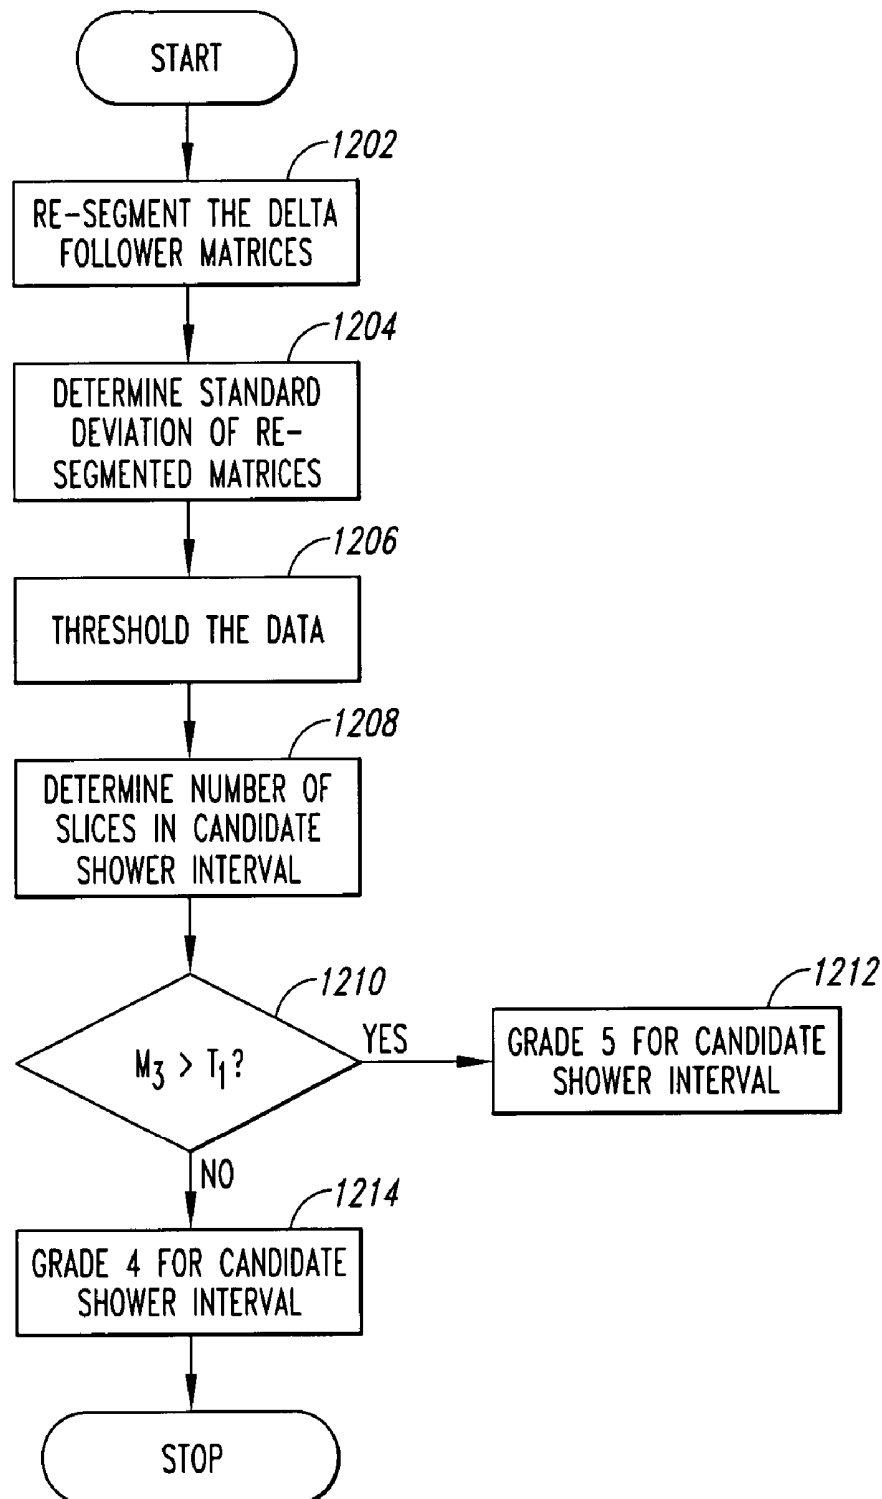 START
1202
RE-SEGMENT THE DELTA
FOLLOWER MATRICES
1204
DETERMINE STANDARD
DEVIATION OF RE-
SEGMENTED MATRICES
1206
THRESHOLD THE DATA
1208
DETERMINE NUMBER OF
SLICES IN CANDIDATE
SHOWER INTERVAL
1210
M3 > T1?
YES
1212
GRADE 5 FOR CANDIDATE
SHOWER INTERVAL
NO
1214
GRADE 4 FOR CANDIDATE
SHOWER INTERVAL
STOP